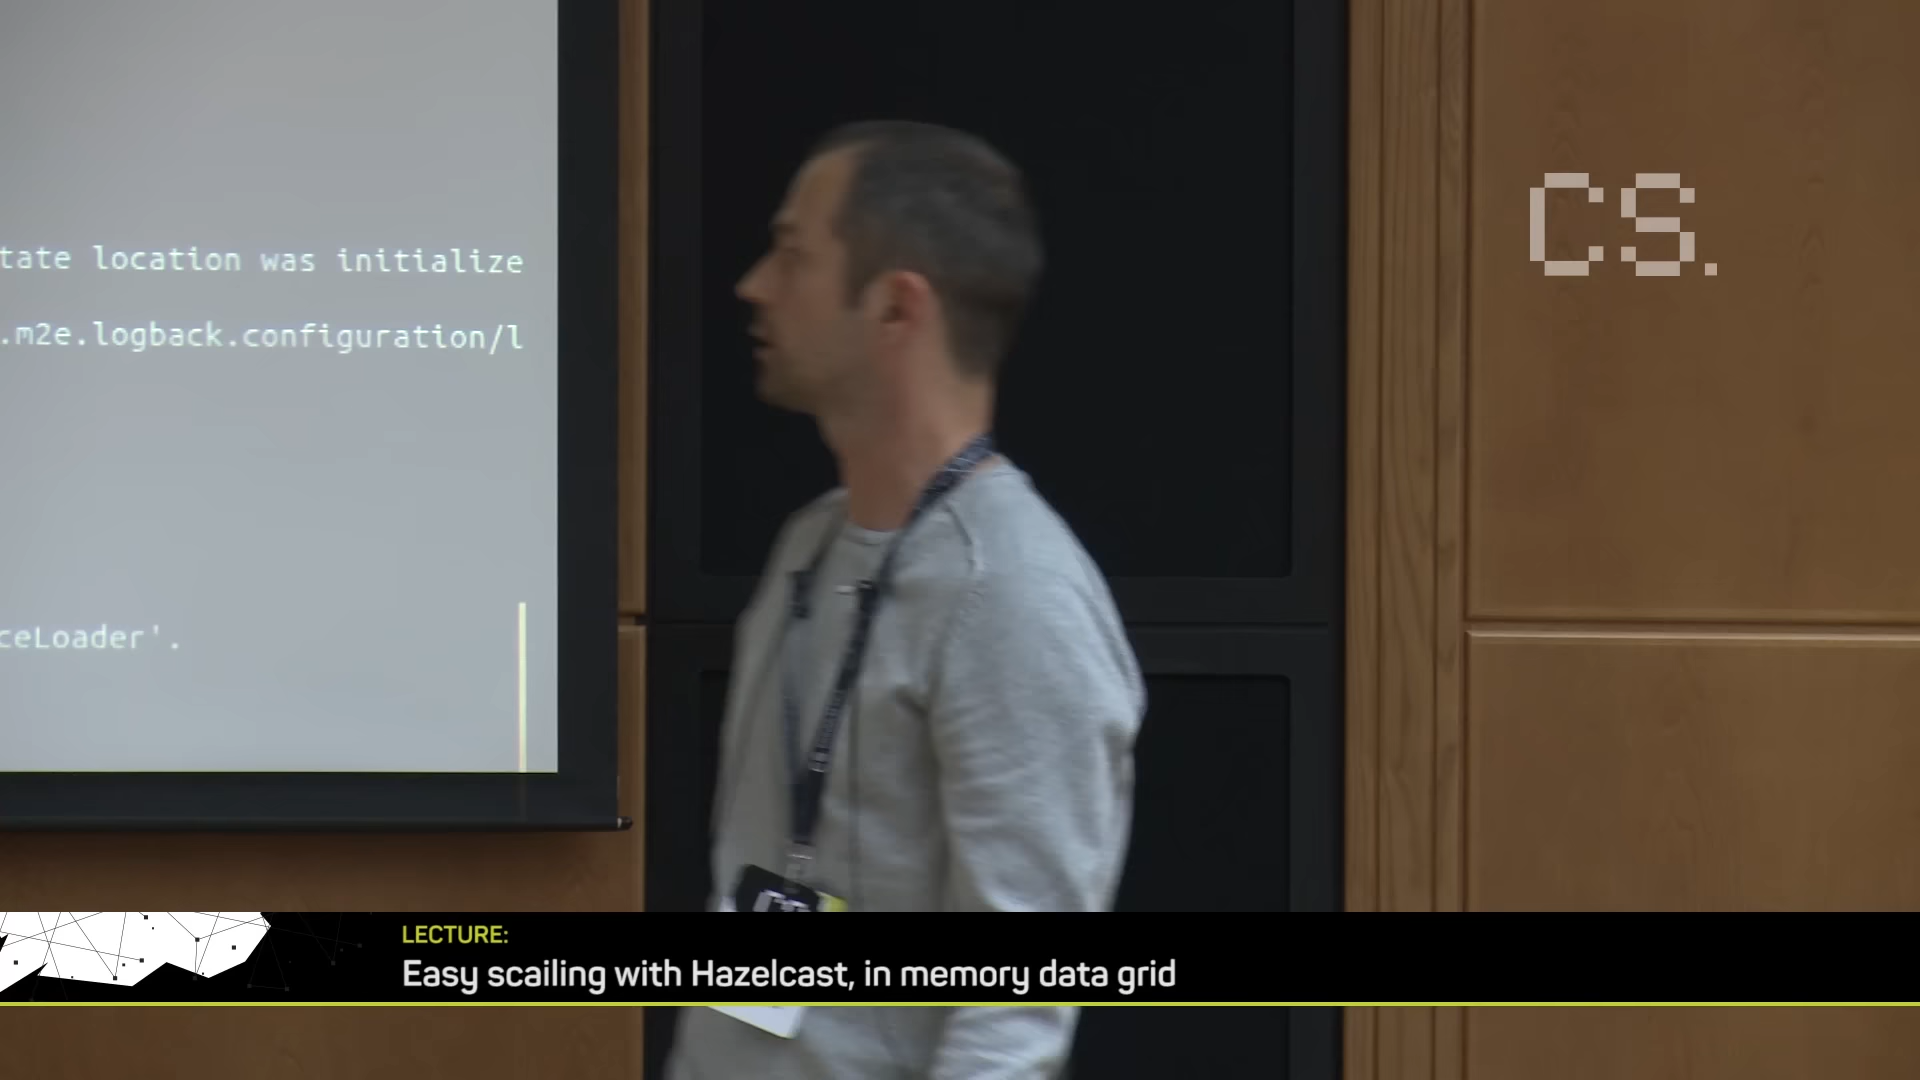 tate location was initialize
.m2e.logback.configuration/l
ceLoader'.
CS.
LECTURE:
Easy scailing with Hazelcast, in memory data grid